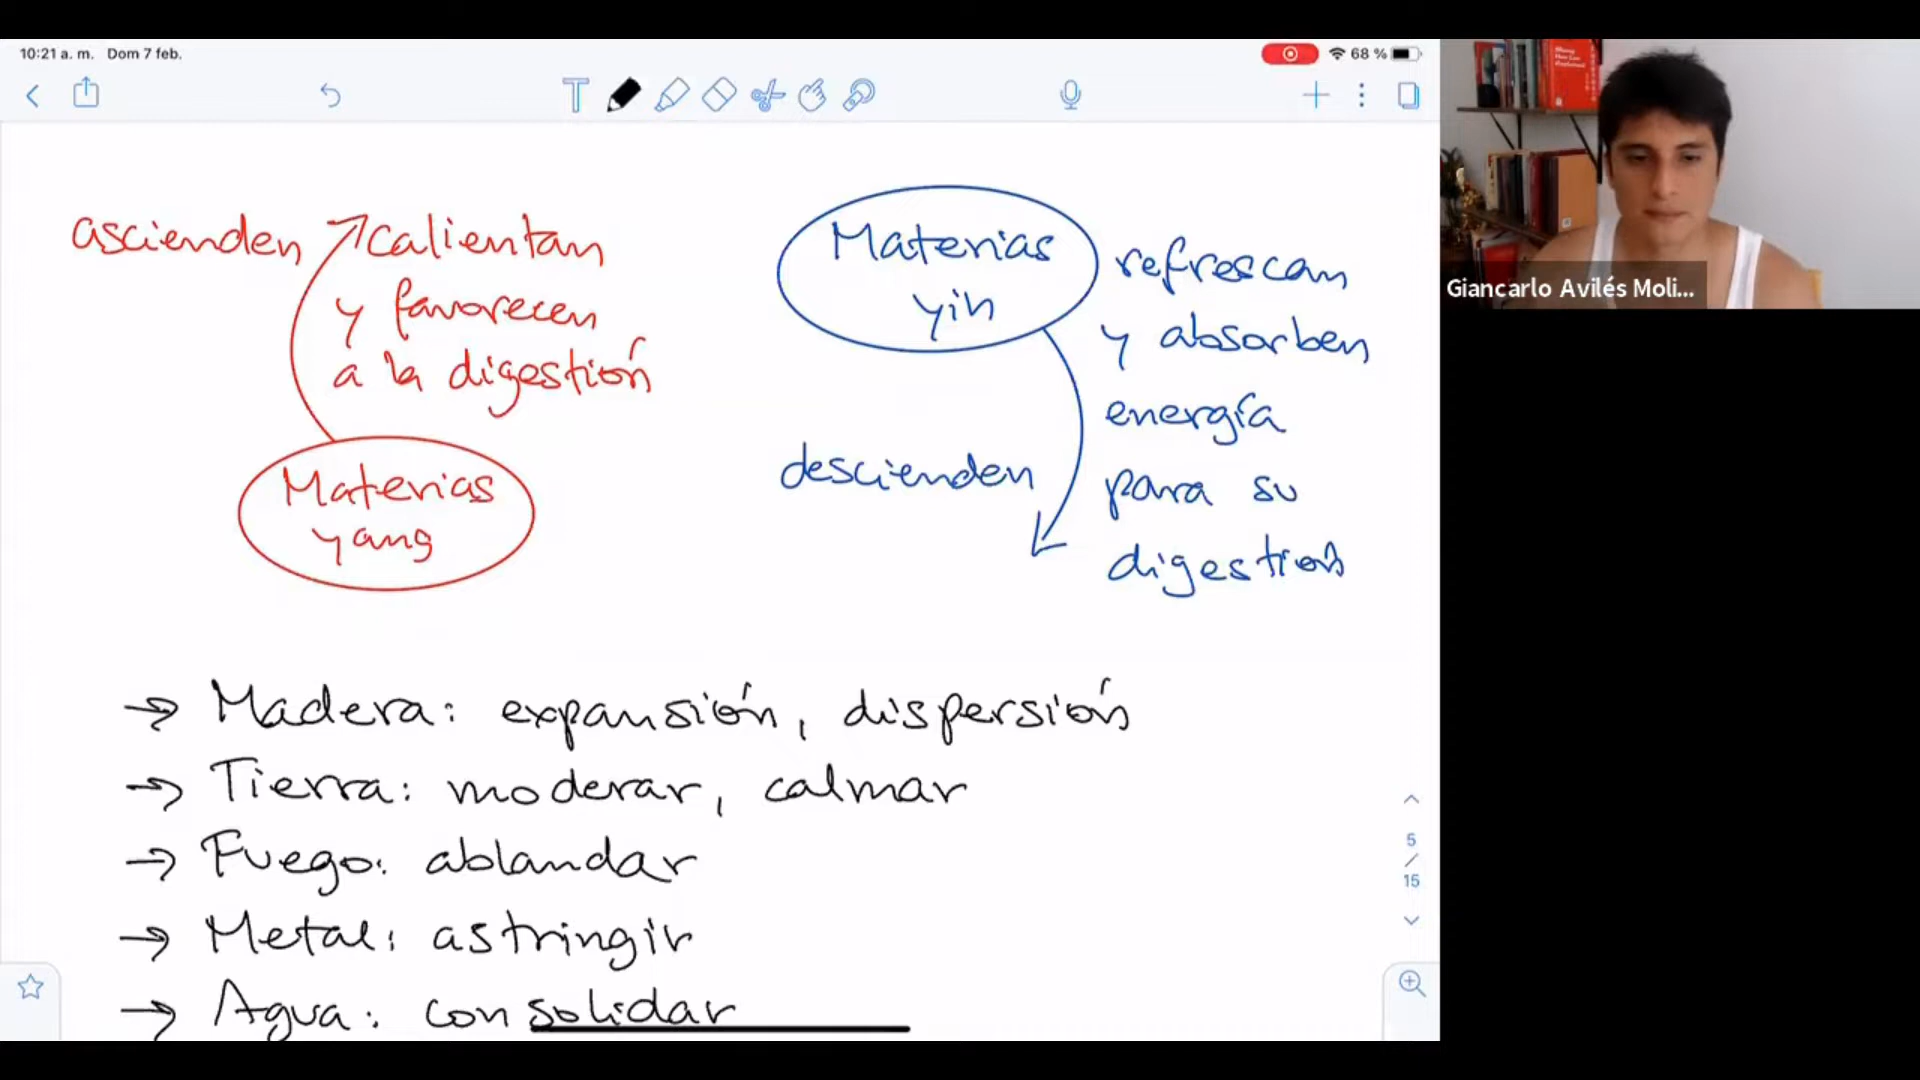 10:21 a. m. Dom 7 feb.
68 %
ascienden
calientan
y favorecen
a la digestión
Materias
yang
Materias
yin
descienden
refrescan
y absorben
energía
para su
digestión
→ Madera: expansión, dispersión
→ Tierra: moderar, calmar
→ Fuego: ablandar
→ Metal: astringir
→ Agua: consolidar
5
/
15
Giancarlo Avilés Moli...